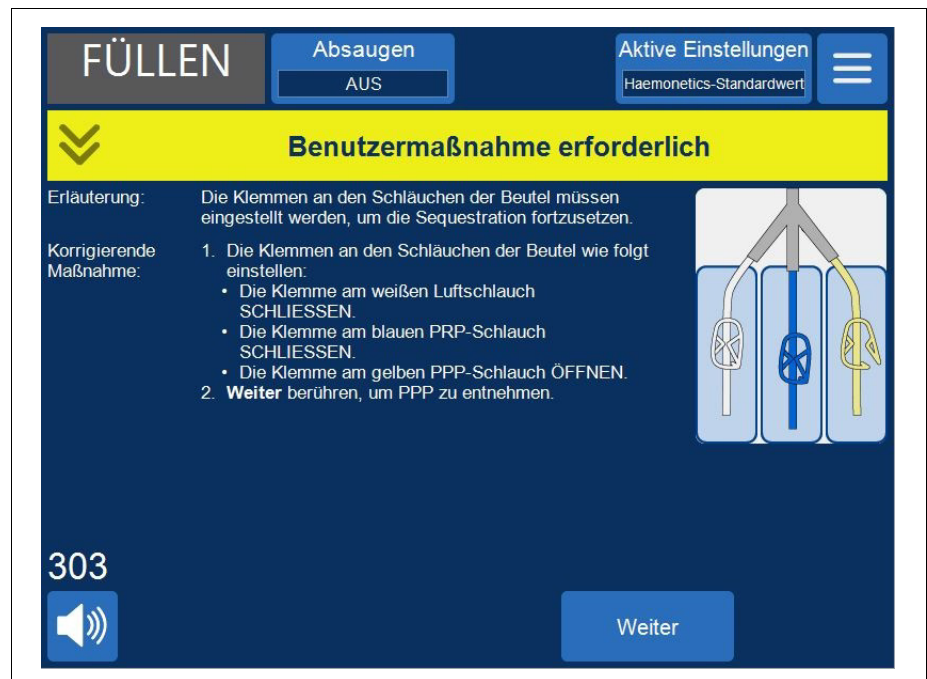 FÜLLEN
Absaugen
AUS
Aktive Einstellungen
Haemonetics-Standardwert
Benutzermaßnahme erforderlich
Erläuterung:
Die Klemmen an den Schläuchen der Beutel müssen
eingestellt werden, um die Sequestration fortzusetzen.
Korrigierende
Maßnahme:
1. Die Klemmen an den Schläuchen der Beutel wie folgt
einstellen:
• Die Klemme am weißen Luftschlauch
SCHLIESSEN.
• Die Klemme am blauen PRP-Schlauch
SCHLIESSEN.
• Die Klemme am gelben PPP-Schlauch ÖFFNEN.
2. Weiter berühren, um PPP zu entnehmen.
303
Weiter